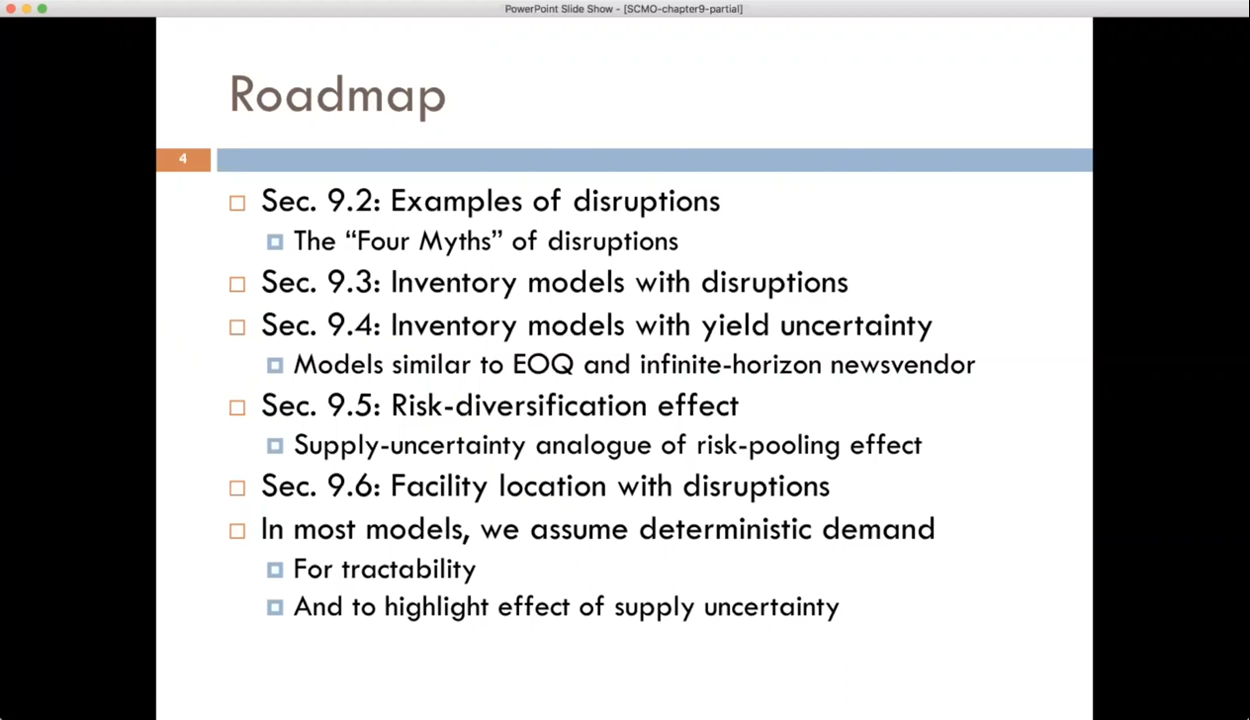 PowerPoint Slide Show - [SCMO-chapter9-partial]
Roadmap
4
Sec. 9.2: Examples of disruptions
The “Four Myths” of disruptions
Sec. 9.3: Inventory models with disruptions
Sec. 9.4: Inventory models with yield uncertainty
Models similar to EOQ and infinite-horizon newsvendor
Sec. 9.5: Risk-diversification effect
Supply-uncertainty analogue of risk-pooling effect
Sec. 9.6: Facility location with disruptions
In most models, we assume deterministic demand
For tractability
And to highlight effect of supply uncertainty